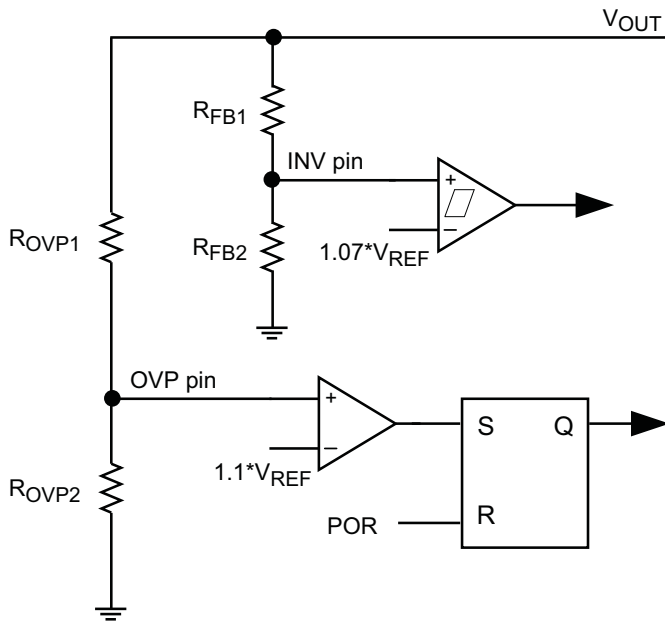 VOUT
RFB1
INV pin
+
−
RFB2
1.07*VREF
ROVP1
OVP pin
+
−
1.1*VREF
S Q
ROVP2
POR
R